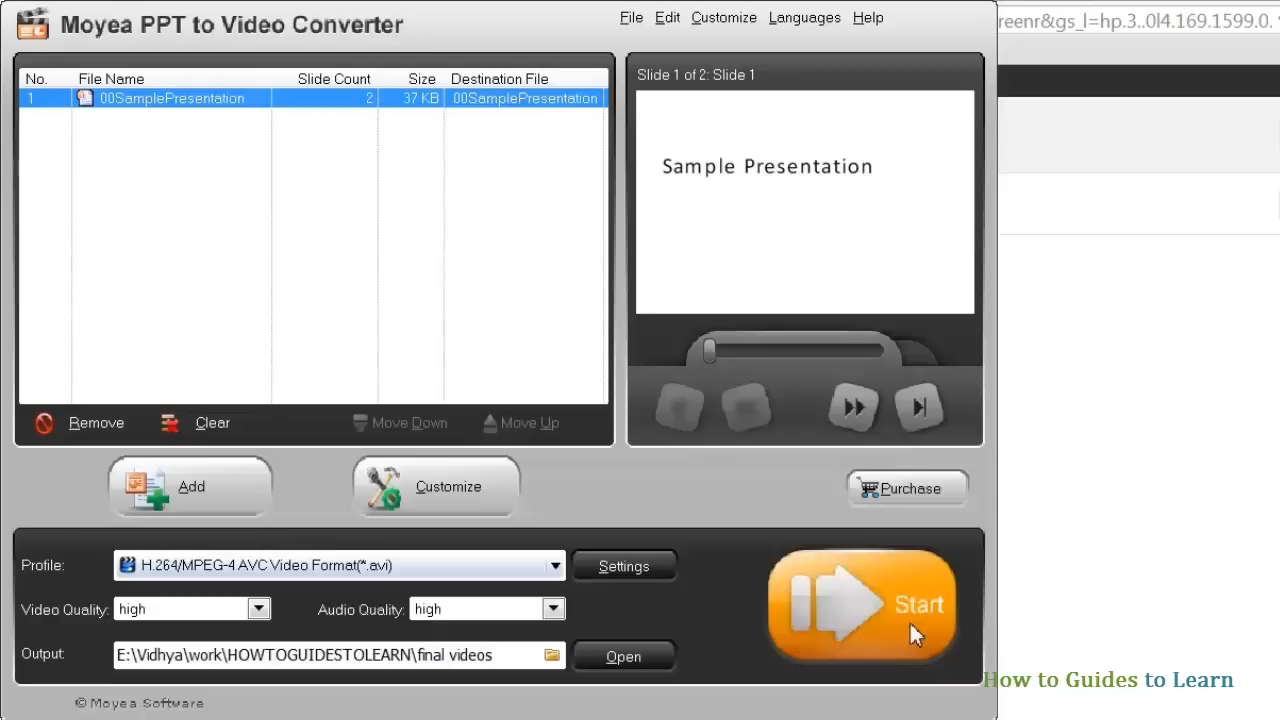 Moyea PPT to Video Converter
File Edit Customize Languages Help
reenr&gs_l=hp.3..0l4.169.1599.0.
No. File Name Slide Count Size Destination File
1 00SamplePresentation 2 37 KB 00SamplePresentation
Slide 1 of 2: Slide 1
Sample Presentation
Remove Clear Move Down Move Up
Add Customize Purchase
Profile: H.264/MPEG-4 AVC Video Format(*.avi) Settings
Video Quality: high Audio Quality: high
Start
Output: E:\Vidhya\work\HOWTOGUIDESTOLEARN\final videos Open
How to Guides to Learn
© Moyea Software